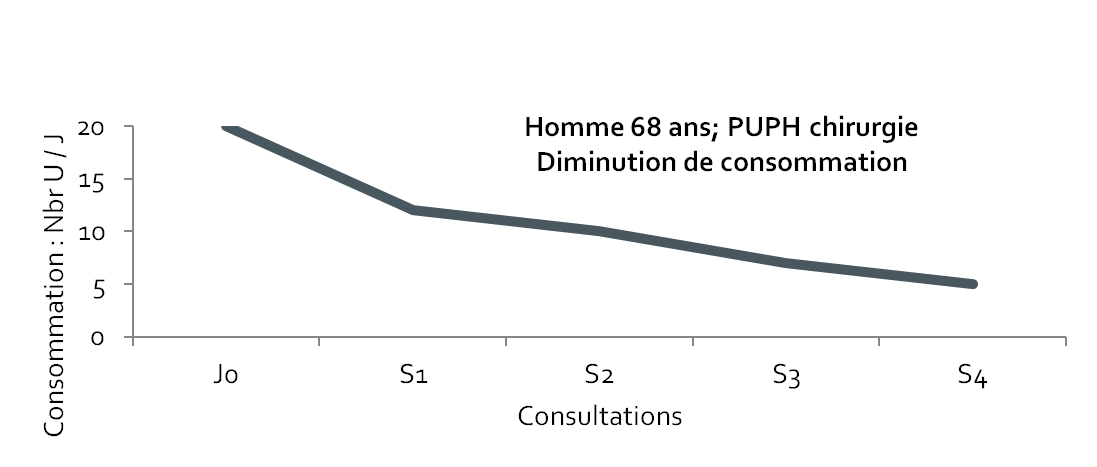 Homme 68 ans; PUPH chirurgie
Diminution de consommation
Consommation : Nbr U / J
20
15
10
5
0
J0 S1 S2 S3 S4
Consultations